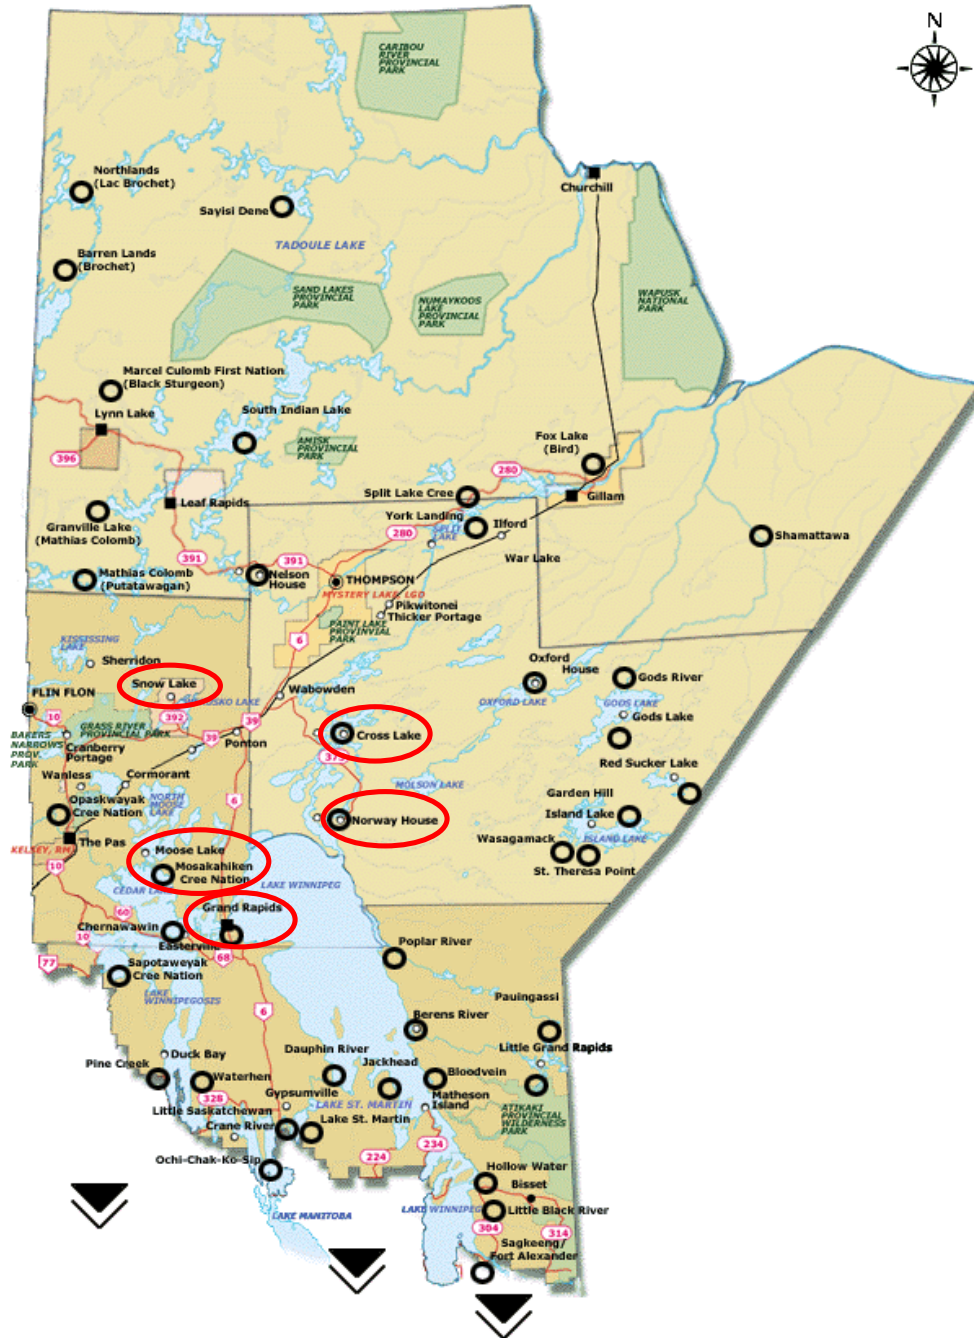 N
CARIBOU
RIVER
PROVINCIAL
PARK
Churchill
Northlands
(Lac Brochet)
Sayisi Dene
TADOULE LAKE
Barren Lands
(Brochet)
SAND LAKES
PROVINCIAL
PARK
NUMAYKOOS
LAKE
PROVINCIAL
PARK
WAPUSK
NATIONAL
PARK
Marcel Culomb First Nation
(Black Sturgeon)
Lynn Lake
396
South Indian Lake
AMISK
PROVINCIAL
PARK
Fox Lake
(Bird)
280
Split Lake Cree
Gillam
Leaf Rapids
York Landing
Ilford
SPLIT
LAKE
280
War Lake
Shamattawa
Granville Lake
(Mathias Colomb)
391
391
Nelson
House
THOMPSON
MYSTERY LAKE, LGD
Mathias Colomb
(Putatawagan)
Pikwitonei
Thicker Portage
PAINT LAKE
PROVINVIAL
PARK
6
KISSISSING
LAKE
Sherridon
Snow Lake
FLIN FLON
10
392
39
39
GRASS RIVER
PROVINCIAL PARK
BAKERS
NARROWS
PROV.
PARK
Cranberry
Portage
Ponton
Wabowden
Oxford
House
OXFORD LAKE
Gods River
GODS LAKE
Gods Lake
Cross Lake
373
MOLSON LAKE
Red Sucker Lake
Wanless
Cormorant
NORTH
MOOSE
LAKE
6
Opaskwayak
Cree Nation
Garden Hill
Island Lake
ISLAND LAKE
Norway House
Wasagamack
St. Theresa Point
The Pas
KELSEY, RM
10
Moose Lake
Mosakahiken
Cree Nation
CEDAR LAKE
LAKE WINNIPEG
Grand Rapids
60
Chernawawin
10
Easterville
68
77
Sapotaweyak
Cree Nation
LAKE
WINNIPEGOSIS
Poplar River
6
Pauingassi
Berens River
Little Grand Rapids
Duck Bay
Pine Creek
Waterhen
328
Dauphin River
Jackhead
Bloodvein
Matheson
Island
ATIKAKI
PROVINCIAL
WILDERNESS
PARK
Gypsumville
LAKE ST. MARTIN
Little Saskatchewan
Crane River
Lake St. Martin
224
234
Ochi-Chak-Ko-Sip
Hollow Water
Bisset
LAKE MANITOBA
LAKE WINNIPEG
Little Black River
304
314
Sagkeeng/
Fort Alexander